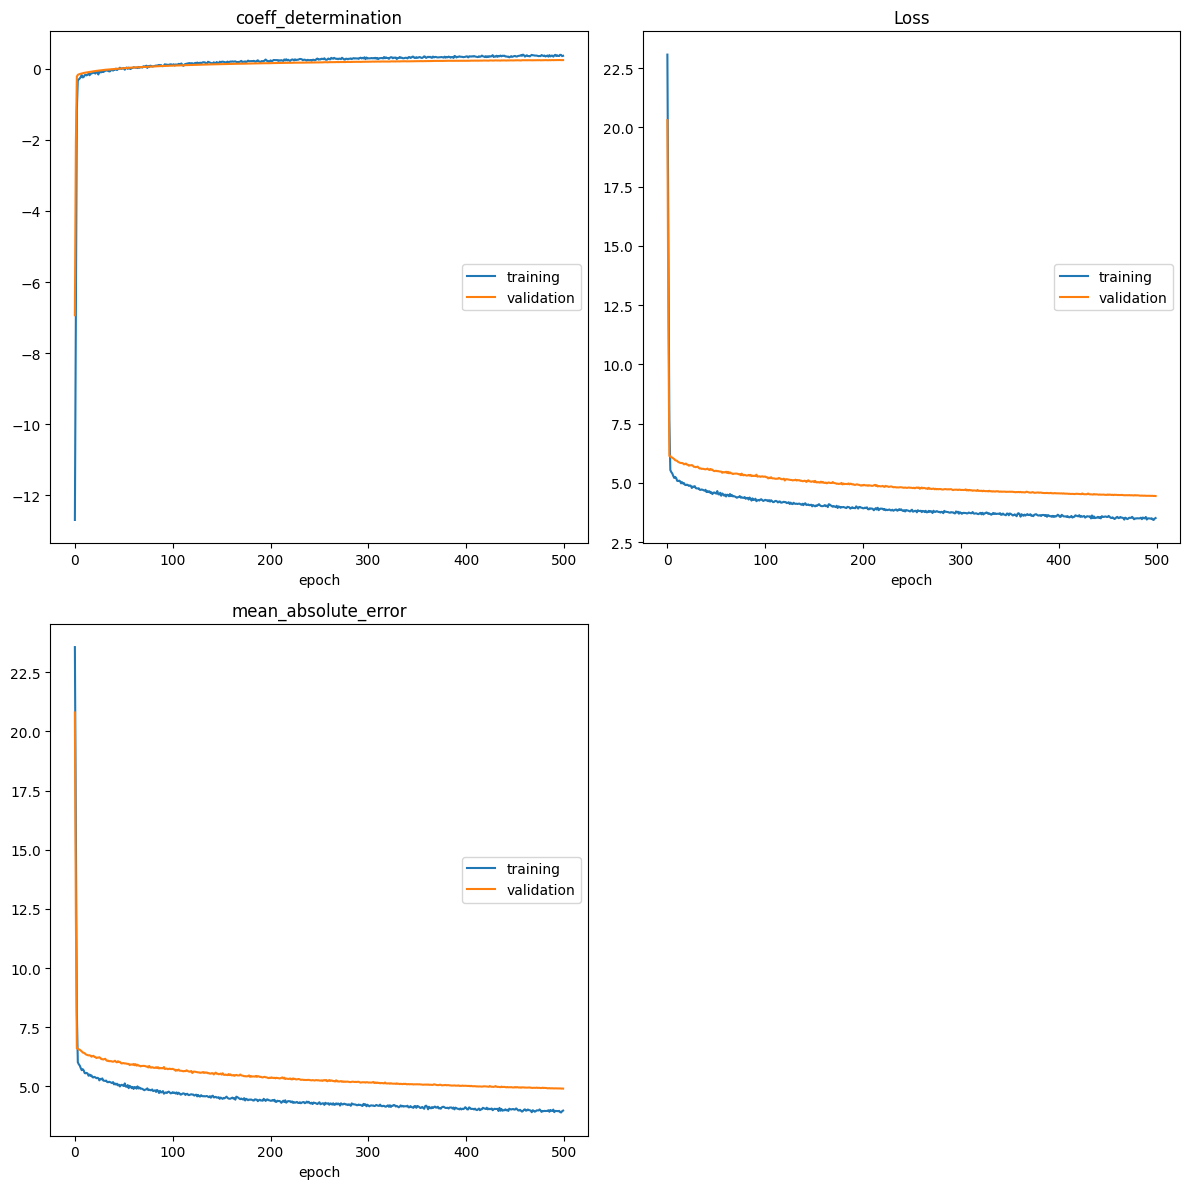 coeff_determination
0
−2
−4
−6
−8
−10
−12
training
validation
0 100 200 300 400 500
epoch
Loss
22.5
20.0
17.5
15.0
12.5
10.0
7.5
5.0
2.5
training
validation
0 100 200 300 400 500
epoch
mean_absolute_error
22.5
20.0
17.5
15.0
12.5
10.0
7.5
5.0
training
validation
0 100 200 300 400 500
epoch